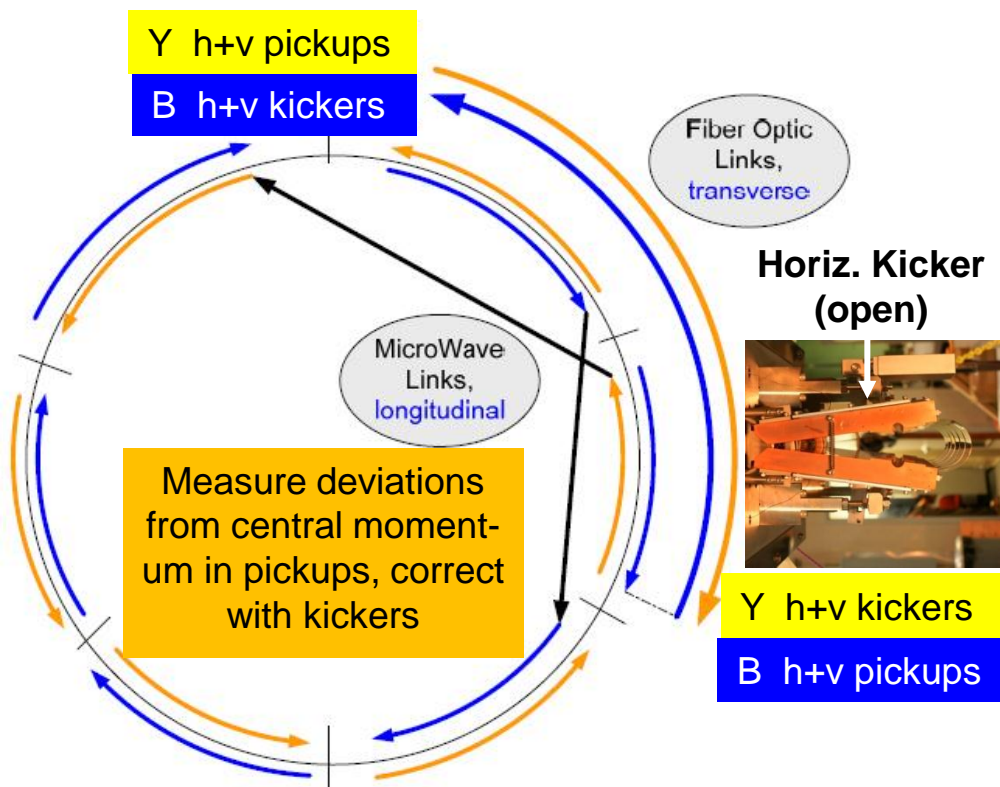 Y h+v pickups
B h+v kickers
Fiber Optic
Links,
transverse
Horiz. Kicker
(open)
MicroWave
Links,
longitudinal
Measure deviations
from central moment-
um in pickups, correct
with kickers
Y h+v kickers
B h+v pickups